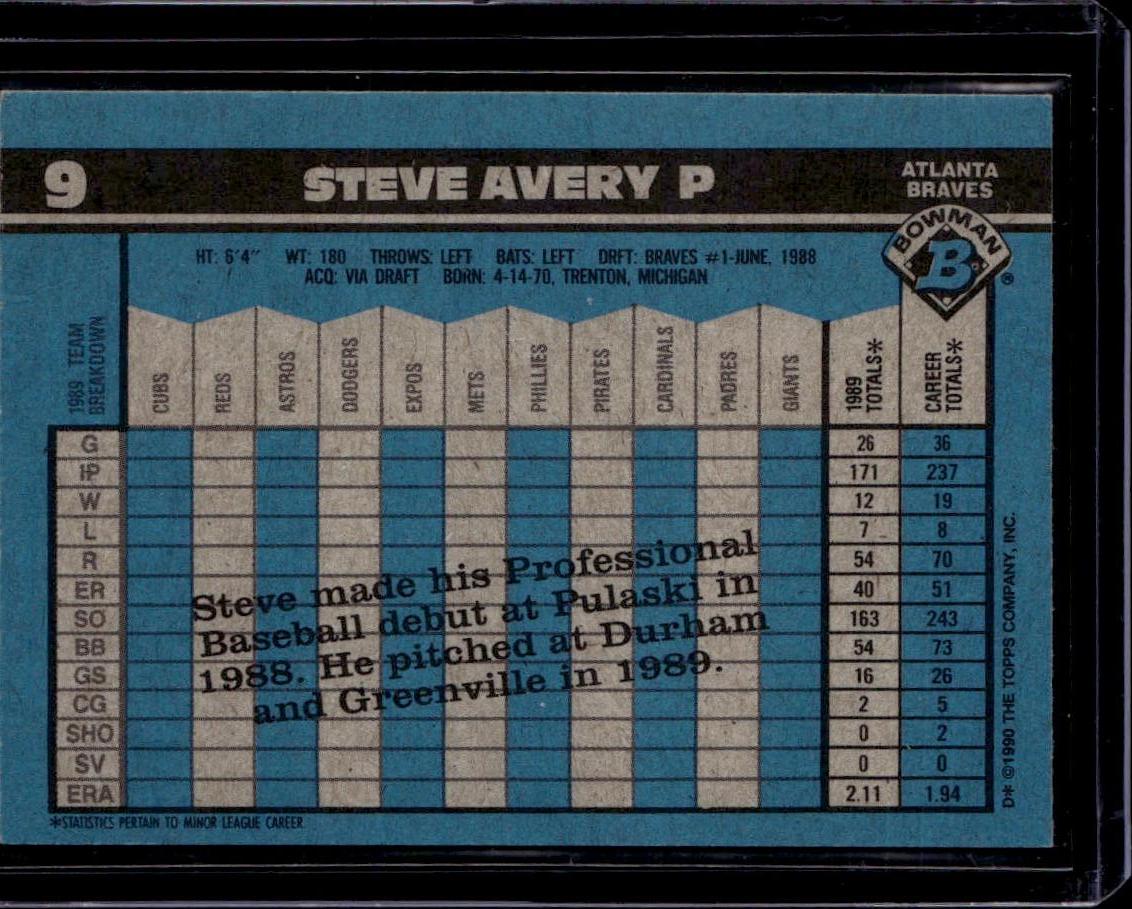 9 STEVE AVERY P ATLANTA BRAVES
BOWMAN B ®
HT: 6'4" WT: 180 THROWS: LEFT BATS: LEFT DRFT: BRAVES #1-JUNE, 1988
ACQ: VIA DRAFT BORN: 4-14-70, TRENTON, MICHIGAN
1989 TEAM BREAKDOWN CUBS REDS ASTROS DODGERS EXPOS METS PHILLIES PIRATES CARDINALS PADRES GIANTS 1989 TOTALS* CAREER TOTALS*
G 26 36
IP 171 237
W 12 19
L 7 8
R 54 70
ER 40 51
SO 163 243
BB 54 73
GS 16 26
CG 2 5
SHO 0 2
SV 0 0
ERA 2.11 1.94
Steve made his Professional
Baseball debut at Pulaski in
1988. He pitched at Durham
and Greenville in 1989.
*STATISTICS PERTAIN TO MINOR LEAGUE CAREER
D* ©1990 THE TOPPS COMPANY, INC.